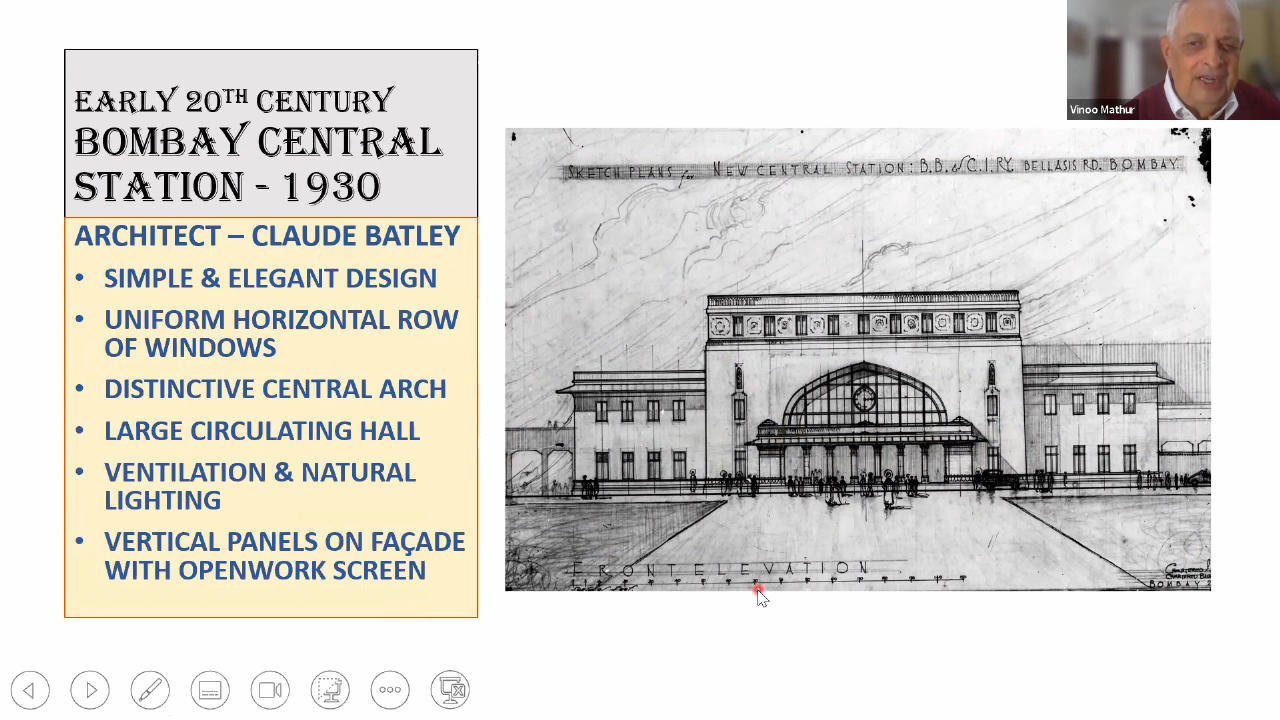 EARLY 20TH CENTURY
BOMBAY CENTRAL
STATION - 1930
ARCHITECT – CLAUDE BATLEY
• SIMPLE & ELEGANT DESIGN
• UNIFORM HORIZONTAL ROW
OF WINDOWS
• DISTINCTIVE CENTRAL ARCH
• LARGE CIRCULATING HALL
• VENTILATION & NATURAL
LIGHTING
• VERTICAL PANELS ON FAÇADE
WITH OPENWORK SCREEN
Vinoo Mathur
SKETCH PLANS for NEW CENTRAL STATION: B.B. & C.I.RY. BELLASIS RD. BOMBAY.
FRONT ELEVATION
BOMBAY